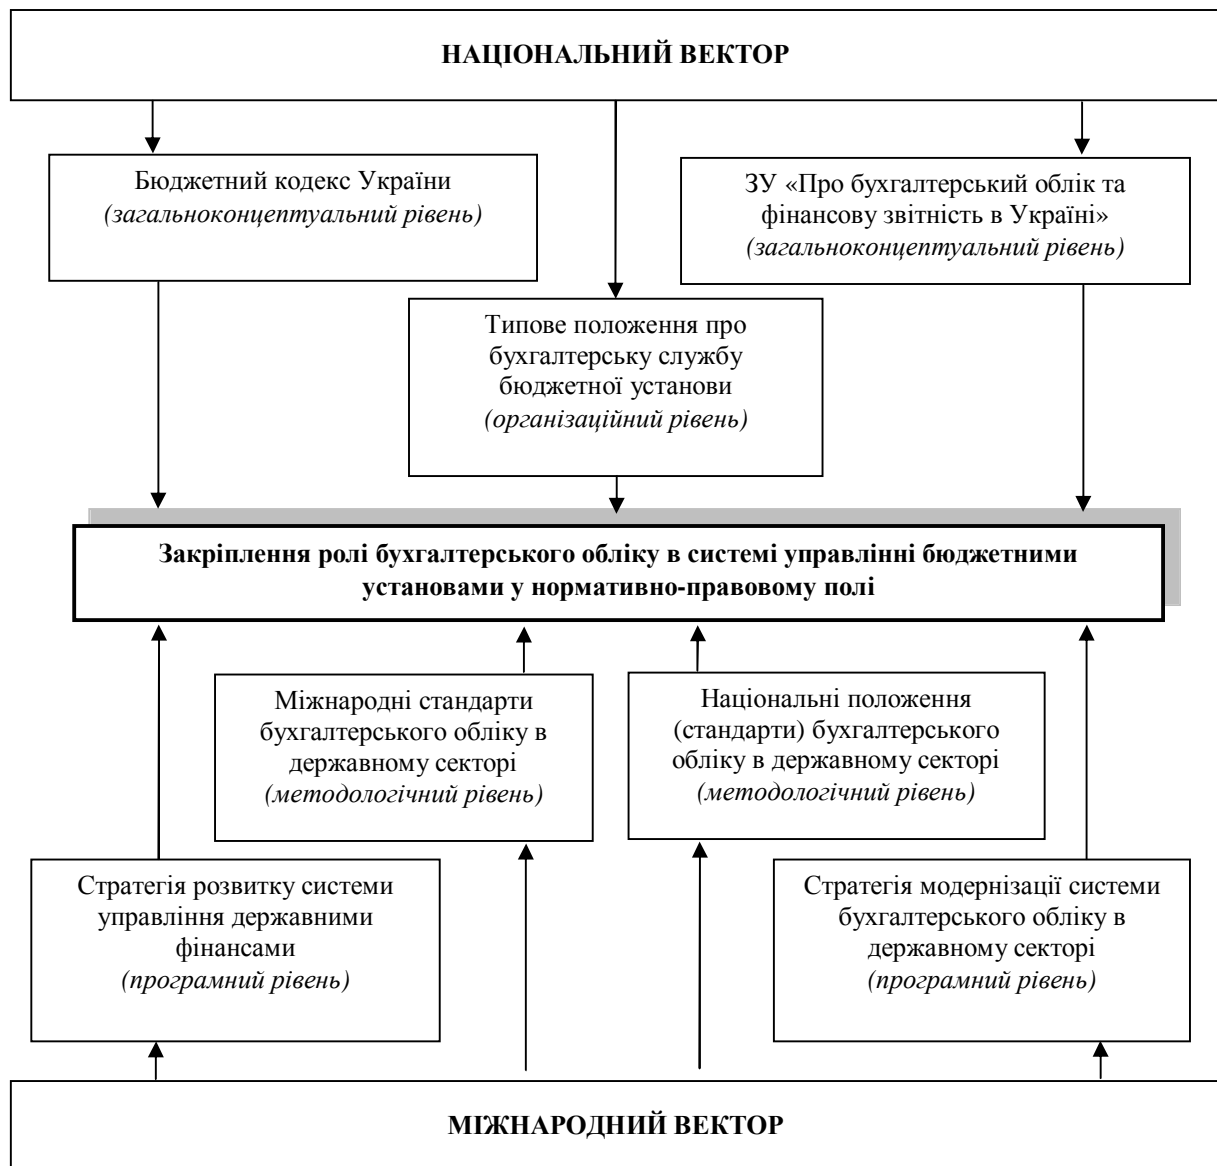 НАЦІОНАЛЬНИЙ ВЕКТОР
Бюджетний кодекс України
(загальноконцептуальний рівень)
ЗУ «Про бухгалтерський облік та
фінансову звітність в Україні»
(загальноконцептуальний рівень)
Типове положення про
бухгалтерську службу
бюджетної установи
(організаційний рівень)
Закріплення ролі бухгалтерського обліку в системі управлінні бюджетними
установами у нормативно-правовому полі
Міжнародні стандарти
бухгалтерського обліку в
державному секторі
(методологічний рівень)
Національні положення
(стандарти) бухгалтерського
обліку в державному секторі
(методологічний рівень)
Стратегія розвитку системи
управління державними
фінансами
(програмний рівень)
Стратегія модернізації системи
бухгалтерського обліку в
державному секторі
(програмний рівень)
МІЖНАРОДНИЙ ВЕКТОР